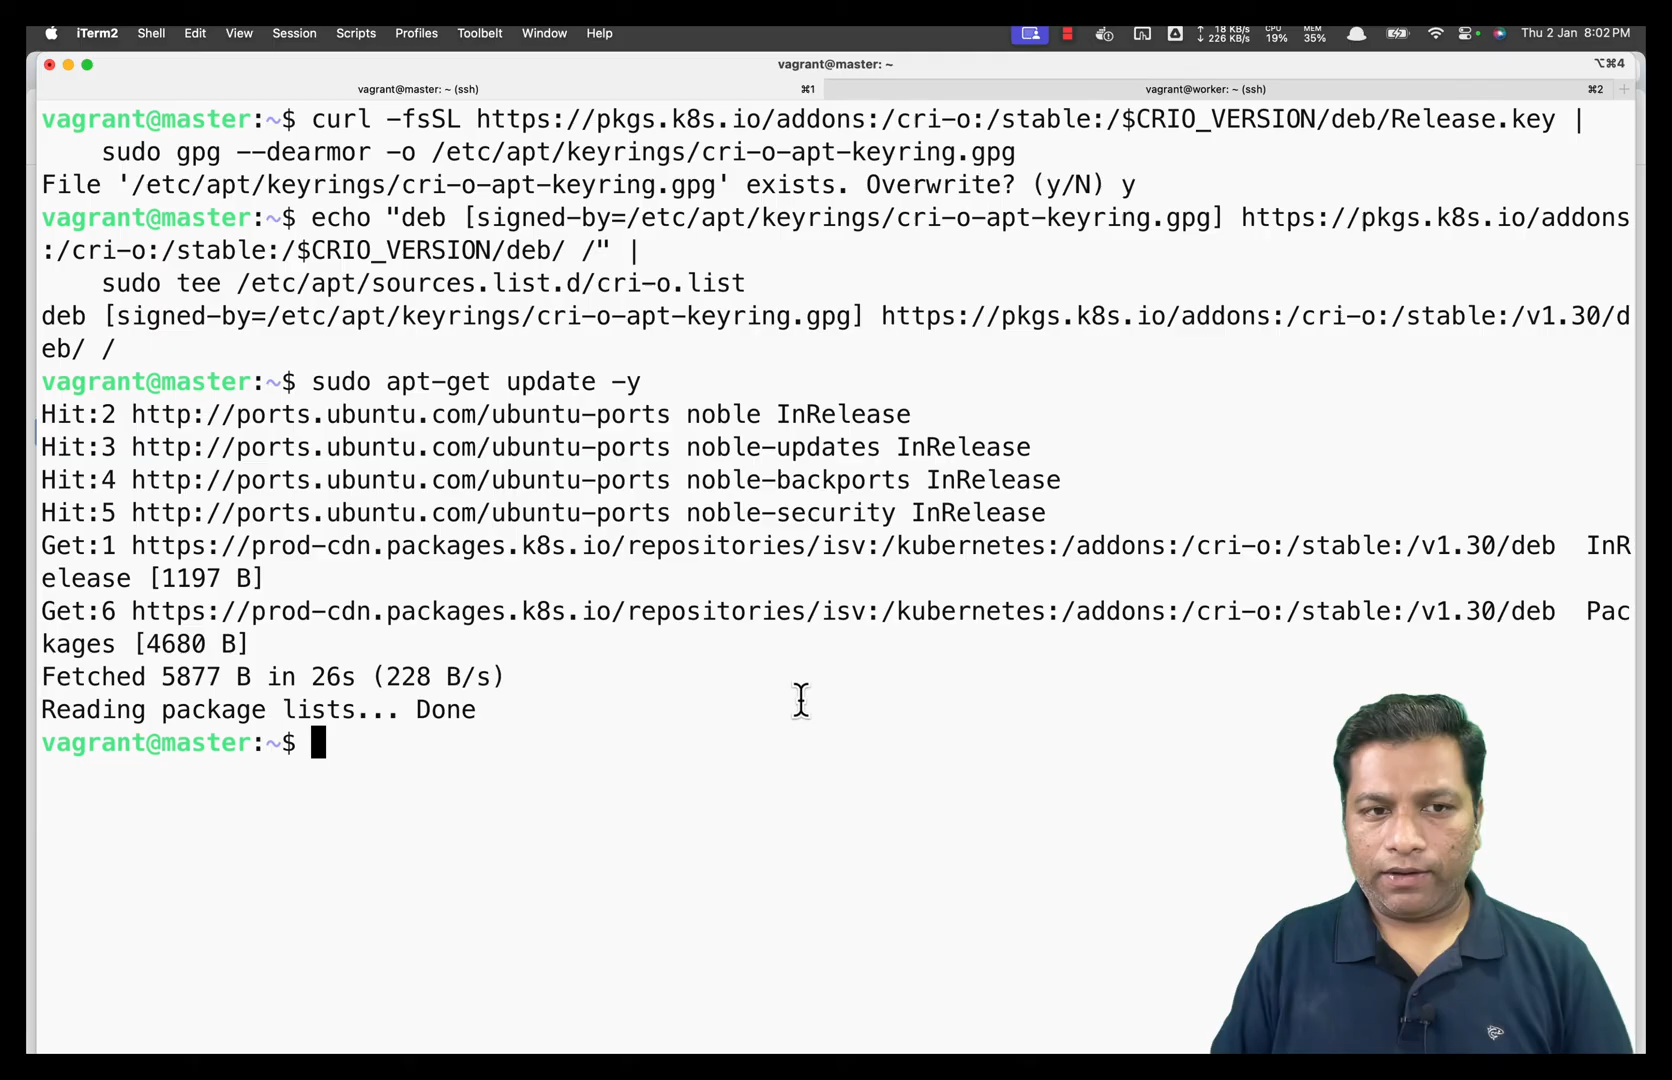 iTerm2 Shell Edit View Session Scripts Profiles Toolbelt Window Help ↑ 18 KB/s ↓ 226 KB/s CPU 19% MEM 35% Thu 2 Jan 8:02 PM
vagrant@master: ~ ⌥⌘4
vagrant@master: ~ (ssh) ⌘1 vagrant@worker: ~ (ssh) ⌘2 +
vagrant@master:~$ curl -fsSL https://pkgs.k8s.io/addons:/cri-o:/stable:/$CRIO_VERSION/deb/Release.key |
    sudo gpg --dearmor -o /etc/apt/keyrings/cri-o-apt-keyring.gpg
File '/etc/apt/keyrings/cri-o-apt-keyring.gpg' exists. Overwrite? (y/N) y
vagrant@master:~$ echo "deb [signed-by=/etc/apt/keyrings/cri-o-apt-keyring.gpg] https://pkgs.k8s.io/addons
:/cri-o:/stable:/$CRIO_VERSION/deb/ /" |
    sudo tee /etc/apt/sources.list.d/cri-o.list
deb [signed-by=/etc/apt/keyrings/cri-o-apt-keyring.gpg] https://pkgs.k8s.io/addons:/cri-o:/stable:/v1.30/d
eb/ /
vagrant@master:~$ sudo apt-get update -y
Hit:2 http://ports.ubuntu.com/ubuntu-ports noble InRelease
Hit:3 http://ports.ubuntu.com/ubuntu-ports noble-updates InRelease
Hit:4 http://ports.ubuntu.com/ubuntu-ports noble-backports InRelease
Hit:5 http://ports.ubuntu.com/ubuntu-ports noble-security InRelease
Get:1 https://prod-cdn.packages.k8s.io/repositories/isv:/kubernetes:/addons:/cri-o:/stable:/v1.30/deb  InR
elease [1197 B]
Get:6 https://prod-cdn.packages.k8s.io/repositories/isv:/kubernetes:/addons:/cri-o:/stable:/v1.30/deb  Pac
kages [4680 B]
Fetched 5877 B in 26s (228 B/s)
Reading package lists... Done
vagrant@master:~$